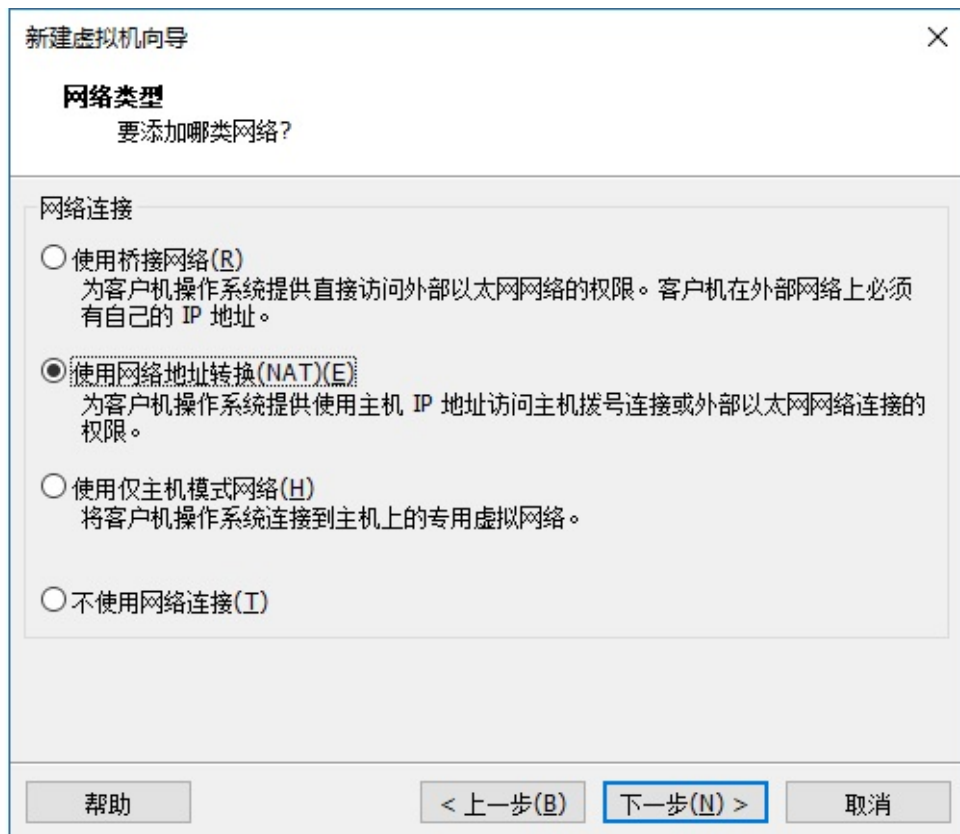 新建虚拟机向导
网络类型
要添加哪类网络?
网络连接
使用桥接网络(R)
为客户机操作系统提供直接访问外部以太网网络的权限。客户机在外部网络上必须
有自己的 IP 地址。
使用网络地址转换(NAT)(E)
为客户机操作系统提供使用主机 IP 地址访问主机拨号连接或外部以太网网络连接的
权限。
使用仅主机模式网络(H)
将客户机操作系统连接到主机上的专用虚拟网络。
不使用网络连接(T)
帮助
< 上一步(B)
下一步(N) >
取消